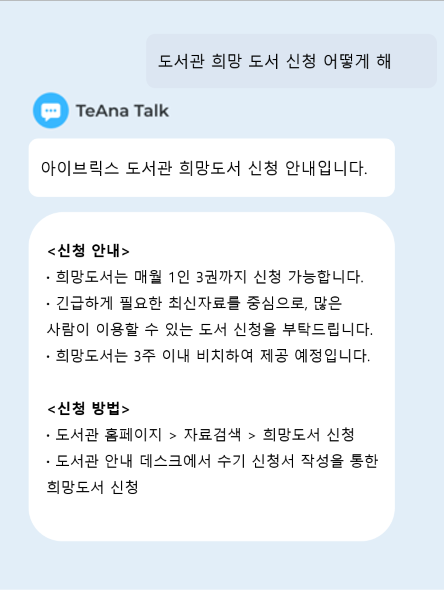 도서관 희망 도서 신청 어떻게 해
TeAna Talk
아이브릭스 도서관 희망도서 신청 안내입니다.
<신청 안내>
· 희망도서는 매월 1인 3권까지 신청 가능합니다.
· 긴급하게 필요한 최신자료를 중심으로, 많은
사람이 이용할 수 있는 도서 신청을 부탁드립니다.
· 희망도서는 3주 이내 비치하여 제공 예정입니다.
<신청 방법>
· 도서관 홈페이지 > 자료검색 > 희망도서 신청
· 도서관 안내 데스크에서 수기 신청서 작성을 통한
희망도서 신청